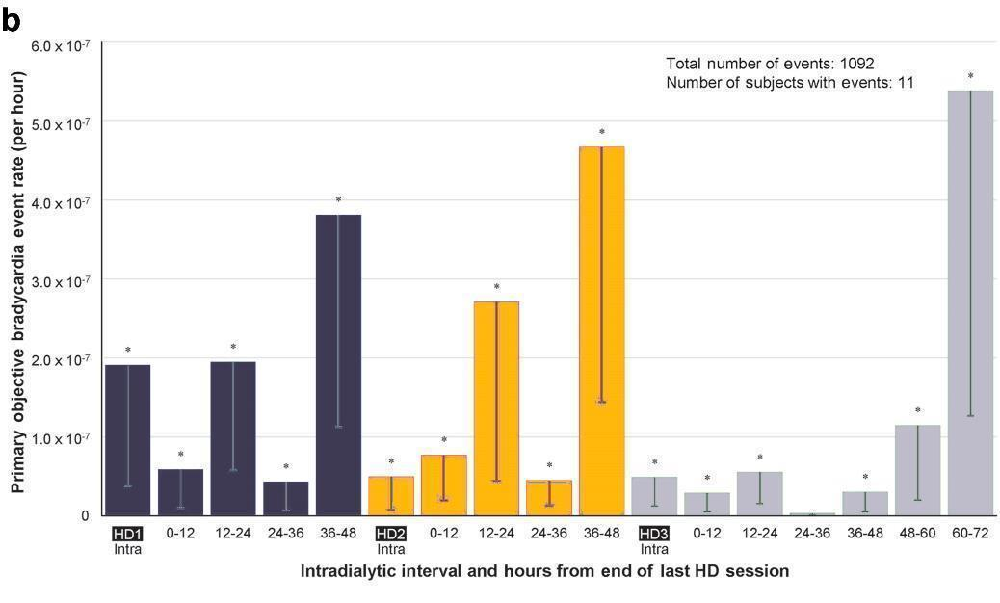 b
Primary objective bradycardia event rate (per hour)
6.0 x 10-7
5.0 x 10-7
4.0 x 10-7
3.0 x 10-7
2.0 x 10-7
1.0 x 10-7
0
Total number of events: 1092
Number of subjects with events: 11
* * * * * * * * * * * * * * * * *
HD1 0-12 12-24 24-36 36-48 HD2 0-12 12-24 24-36 36-48 HD3 0-12 12-24 24-36 36-48 48-60 60-72
Intra Intra Intra
Intradialytic interval and hours from end of last HD session